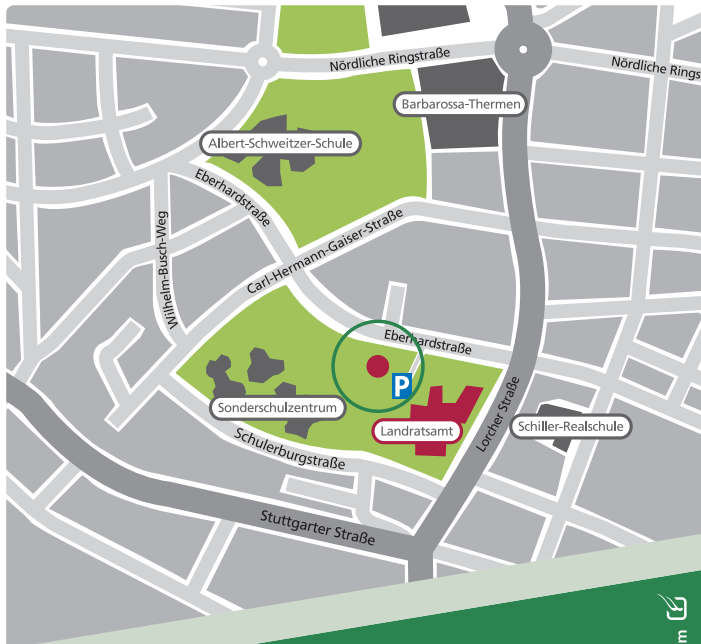 Nördliche Ringstraße
Nördliche Rings
Barbarossa-Thermen
Albert-Schweitzer-Schule
Eberhardstraße
Carl-Hermann-Gaiser-Straße
Wilhelm-Busch-Weg
Eberhardstraße
P
Sonderschulzentrum
Landratsamt
Lorcher Straße
Schiller-Realschule
Schulerburgstraße
Stuttgarter Straße
m